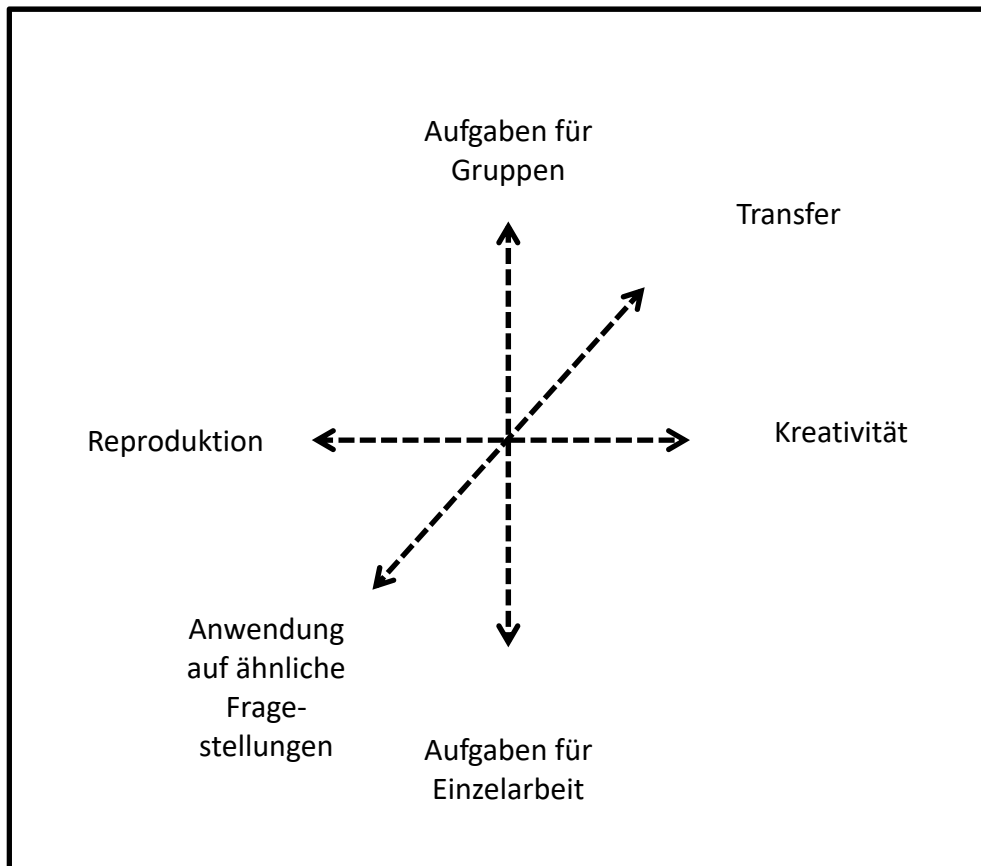 Aufgaben für
Gruppen
Transfer
Reproduktion
Kreativität
Anwendung
auf ähnliche
Frage-
stellungen
Aufgaben für
Einzelarbeit